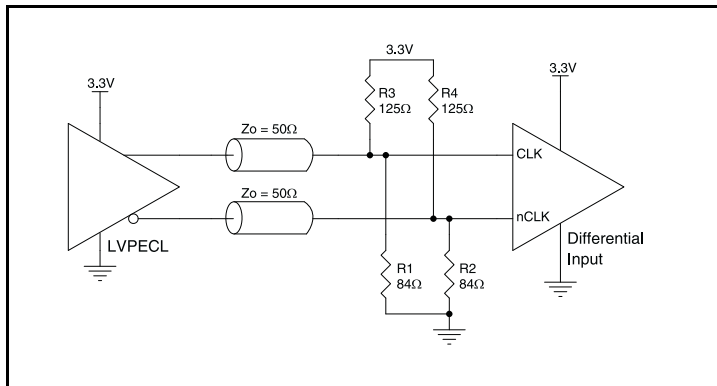 3.3V
3.3V
3.3V
R3
125Ω
R4
125Ω
Zo = 50Ω
CLK
Zo = 50Ω
nCLK
LVPECL
Differential
Input
R1
84Ω
R2
84Ω